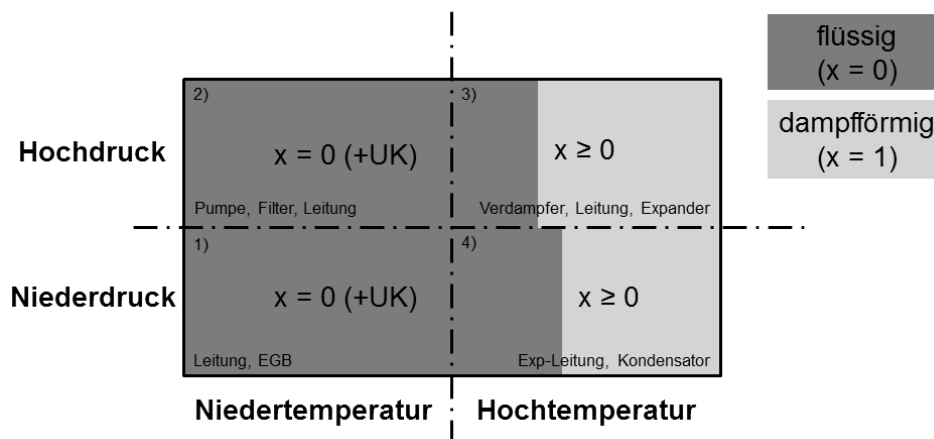 flüssig
(x = 0)
dampfförmig
(x = 1)
Hochdruck
2)
x = 0 (+UK)
Pumpe, Filter, Leitung
3)
x ≥ 0
Verdampfer, Leitung, Expander
Niederdruck
1)
x = 0 (+UK)
Leitung, EGB
4)
x ≥ 0
Exp-Leitung, Kondensator
Niedertemperatur
Hochtemperatur